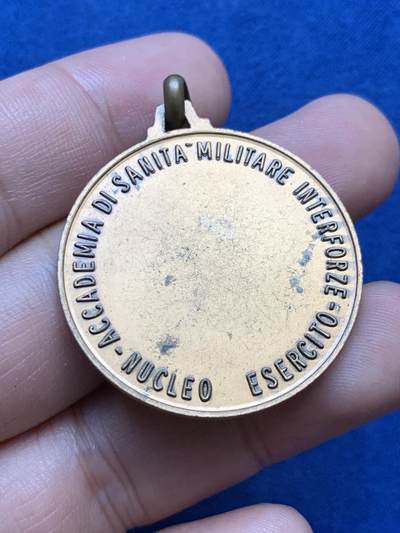 ACCADEMIA DI SANITA` MILITARE INTERFORZE -
NUCLEO ESERCITO -